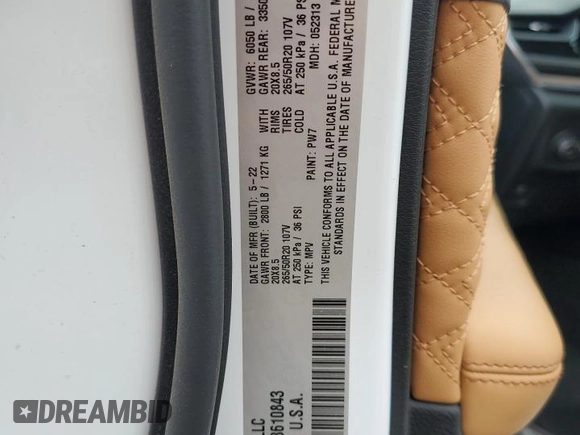 LLC
DATE OF MFR (BUILT): 5-22
GVWR: 6050 LB /
GAWR FRONT: 2800 LB / 1271 KG WITH
GAWR REAR: 3350
20X8.5 RIMS 20X8.5
265/50R20 107V TIRES 265/50R20 107V
AT 250 kPa / 36 PSI COLD AT 250 kPa / 36 PSI
TYPE: MPV PAINT: PW7 MDH: 052313
THIS VEHICLE CONFORMS TO ALL APPLICABLE U.S.A. FEDERAL
STANDARDS IN EFFECT ON THE DATE OF MANUFACTURE
610843
U.S.A.
DREAMBID